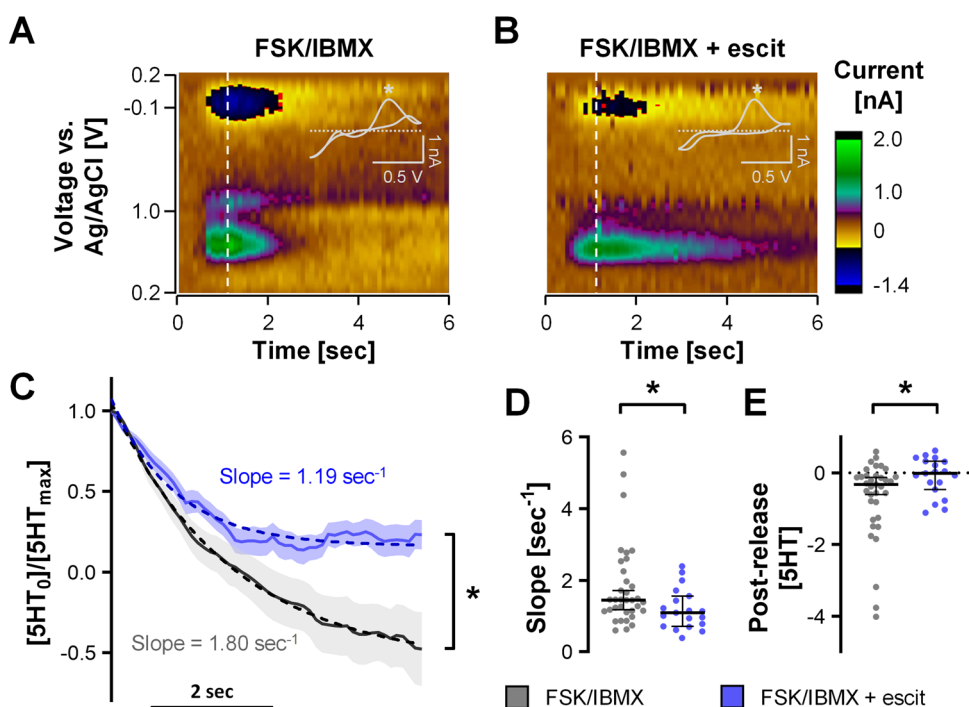 A
FSK/IBMX
B
FSK/IBMX + escit
Current
[nA]
Voltage vs.
Ag/AgCl [V]
0.2
-0.1
1.0
0.2
*
1 nA
0.5 V
*
1 nA
0.5 V
2.0
1.0
0
-1.4
0 2 4 6
Time [sec]
0 2 4 6
Time [sec]
C
[5HT₀]/[5HTmax]
1.0
0.5
0.0
-0.5
Slope = 1.19 sec⁻¹
Slope = 1.80 sec⁻¹
*
2 sec
D
*
Slope [sec⁻¹]
6
4
2
0
E
*
Post-release
[5HT]
0
-2
-4
FSK/IBMX
FSK/IBMX + escit